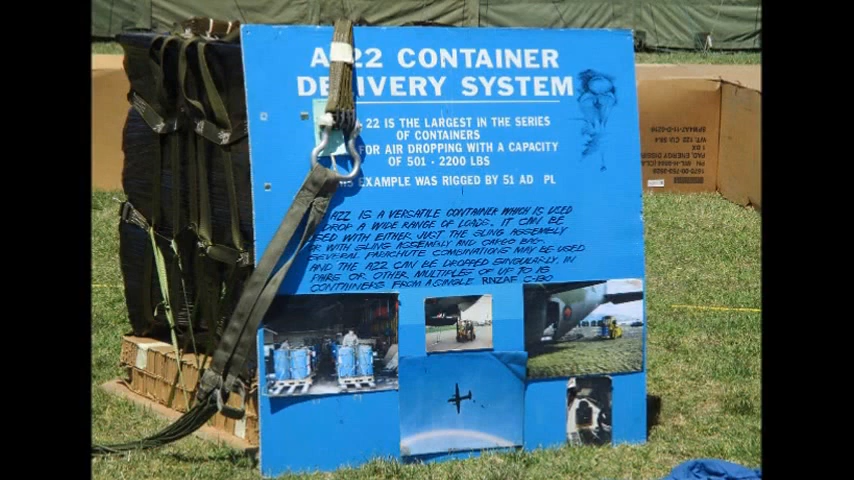 A 22 CONTAINER
DELIVERY SYSTEM
22 IS THE LARGEST IN THE SERIES
OF CONTAINERS
FOR AIR DROPPING WITH A CAPACITY
OF 501 - 2200 LBS
EXAMPLE WAS RIGGED BY 51 AD PL
A22 IS A VERSATILE CONTAINER WHICH IS USED
DROP A WIDE RANGE OF LOADS. IT CAN BE
USED WITH EITHER JUST THE SLING ASSEMBLY
OR WITH SLING ASSEMBLY AND CARGO BAG.
SEVERAL PARACHUTE COMBINATIONS MAY BE USED
AND THE A22 CAN BE DROPPED SINGULARLY, IN
PAIRS OR OTHER MULTIPLES OF UP TO 16
CONTAINERS FROM A SINGLE RNZAF C-130